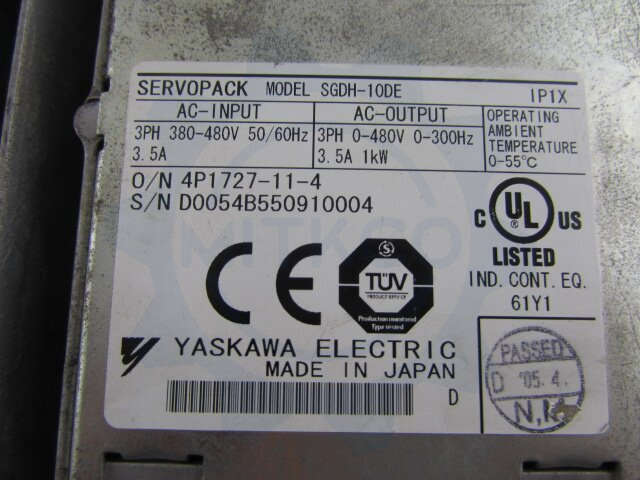 SERVOPACK MODEL SGDH-10DE IP1X
AC-INPUT
3PH 380-480V 50/60Hz
3.5A
AC-OUTPUT
3PH 0-480V 0-300Hz
3.5A 1kW
OPERATING
AMBIENT
TEMPERATURE
0-55°C
O/N 4P1727-11-4
S/N D0054B550910004
C UL US
®
LISTED
IND. CONT. EQ.
61Y1
CE
S
TÜV
PRODUCT SERVICE
Production monitored
Type tested
MITKCO
YASKAWA ELECTRIC
MADE IN JAPAN
D
PASSED
D '05.4.
N.